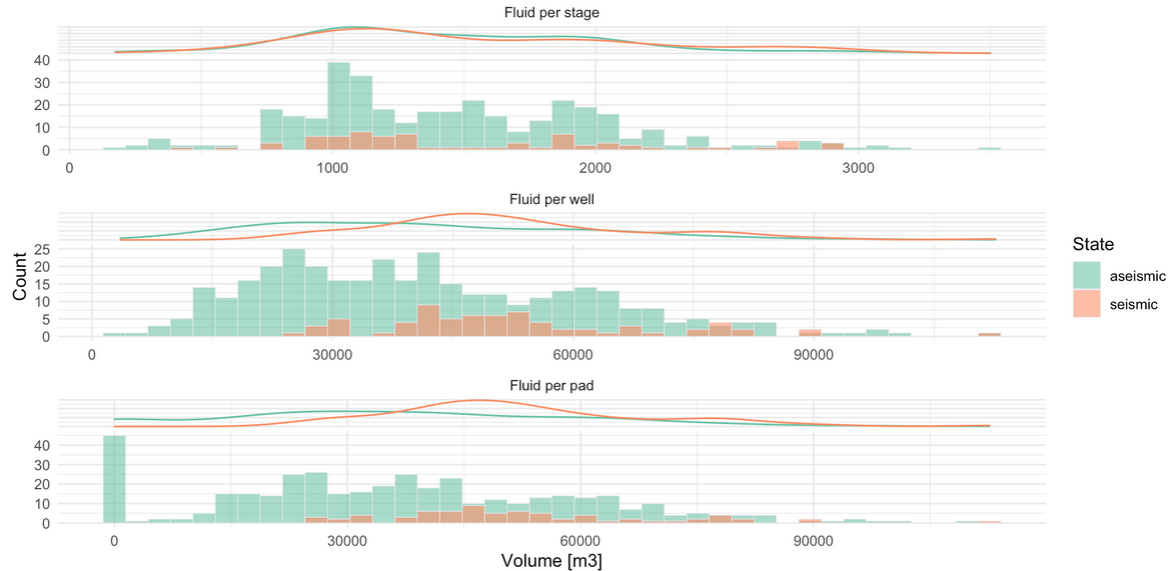 Fluid per stage
40
30
20
10
0
0 1000 2000 3000
Fluid per well
25
20
15
10
5
0
0 30000 60000 90000
Fluid per pad
40
30
20
10
0
0 30000 60000 90000
Volume [m3]
Count
State
aseismic
seismic